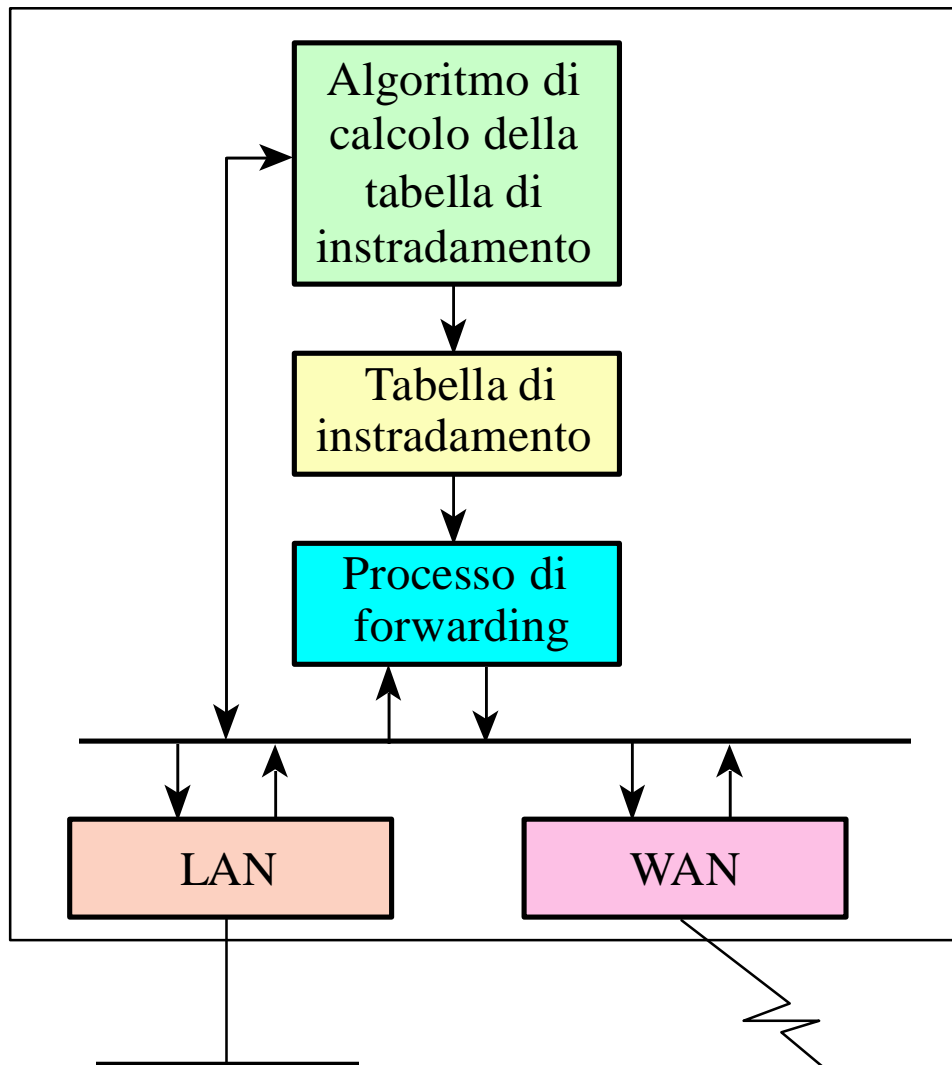 Algoritmo di
calcolo della
tabella di
instradamento
Tabella di
instradamento
Processo di
forwarding
LAN
WAN